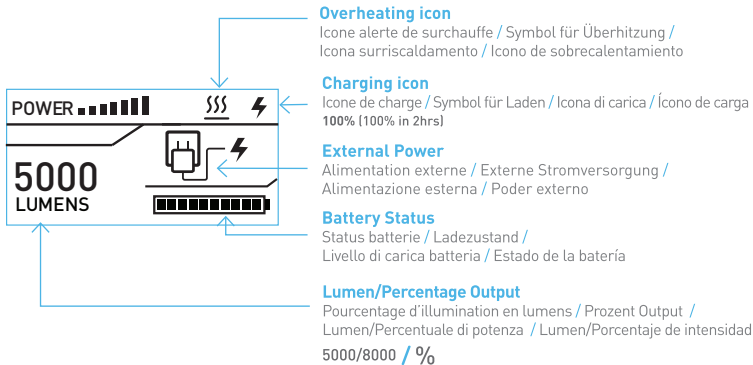 Overheating icon
Icone alerte de surchauffe / Symbol für Überhitzung /
Icona surriscaldamento / Icono de sobrecalentamiento
Charging icon
Icone de charge / Symbol für Laden / Icona di carica / Ícono de carga
100% (100% in 2hrs)
External Power
Alimentation externe / Externe Stromversorgung /
Alimentazione esterna / Poder externo
Battery Status
Status batterie / Ladezustand /
Livello di carica batteria / Estado de la batería
Lumen/Percentage Output
Pourcentage d'illumination en lumens / Prozent Output /
Lumen/Percentuale di potenza / Lumen/Porcentaje de intensidad
5000/8000 / %
POWER
5000
LUMENS